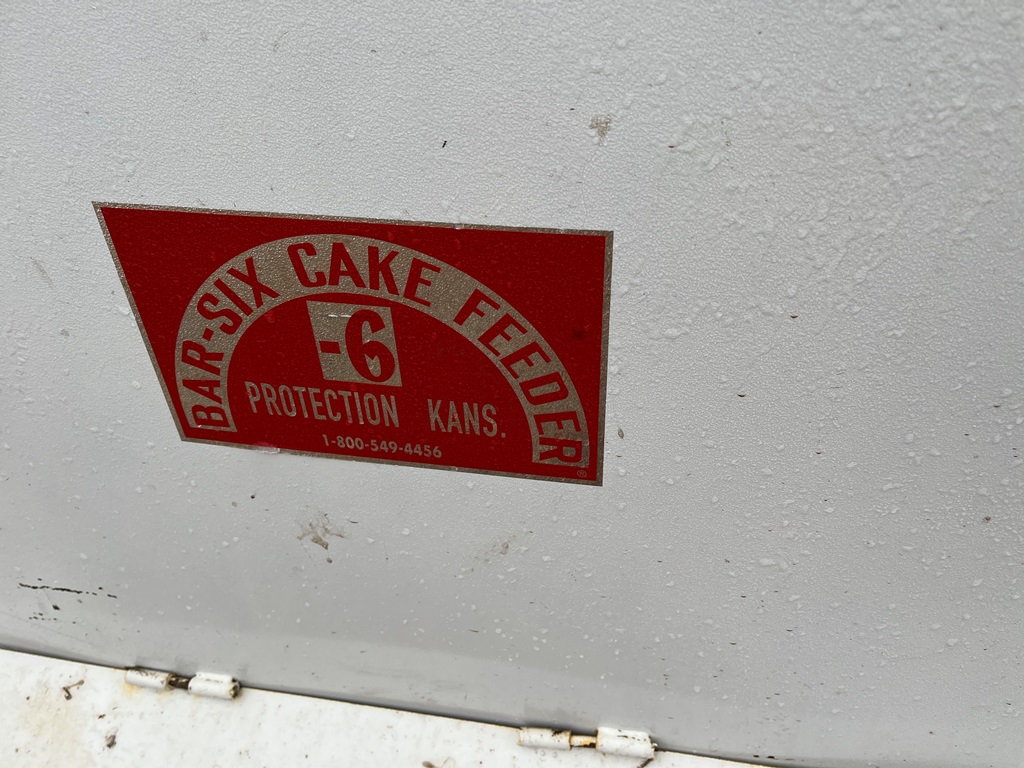 BAR-SIX CAKE FEEDER
-6
PROTECTION KANS.
1-800-549-4456
®